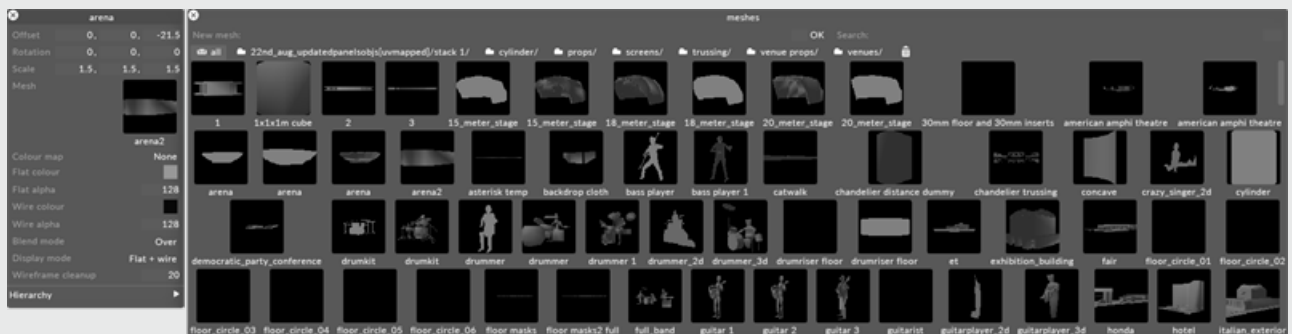 arena
Offset 0, 0, -21.5
Rotation 0, 0, 0
Scale 1.5, 1.5, 1.5
Mesh
arena2
Colour map None
Flat colour
Flat alpha 128
Wire colour
Wire alpha 128
Blend mode Over
Display mode Flat + wire
Wireframe cleanup 20
Hierarchy
meshes
New mesh: OK Search:
all 22nd_aug_updatedpanelsobjs[uvmapped]/stack 1/ cylinder/ props/ screens/ trussing/ venue props/ venues/
1 1x1x1m cube 2 3 15_meter_stage 15_meter_stage 18_meter_stage 18_meter_stage 20_meter_stage 20_meter_stage 30mm floor and 30mm inserts american amphi theatre american amphi theatre
arena arena arena arena2 asterisk temp backdrop cloth bass player bass player 1 catwalk chandelier distance dummy chandelier trussing concave crazy_singer_2d cylinder
democratic_party_conference drumkit drumkit drummer drummer drummer 1 drummer_2d drummer_3d drumriser floor drumriser floor et exhibition_building fair floor_circle_01 floor_circle_02
floor_circle_03 floor_circle_04 floor_circle_05 floor_circle_06 floor masks floor masks2 full full_band guitar 1 guitar 2 guitar 3 guitarist guitarplayer_2d guitarplayer_3d honda hotel italian_exterior